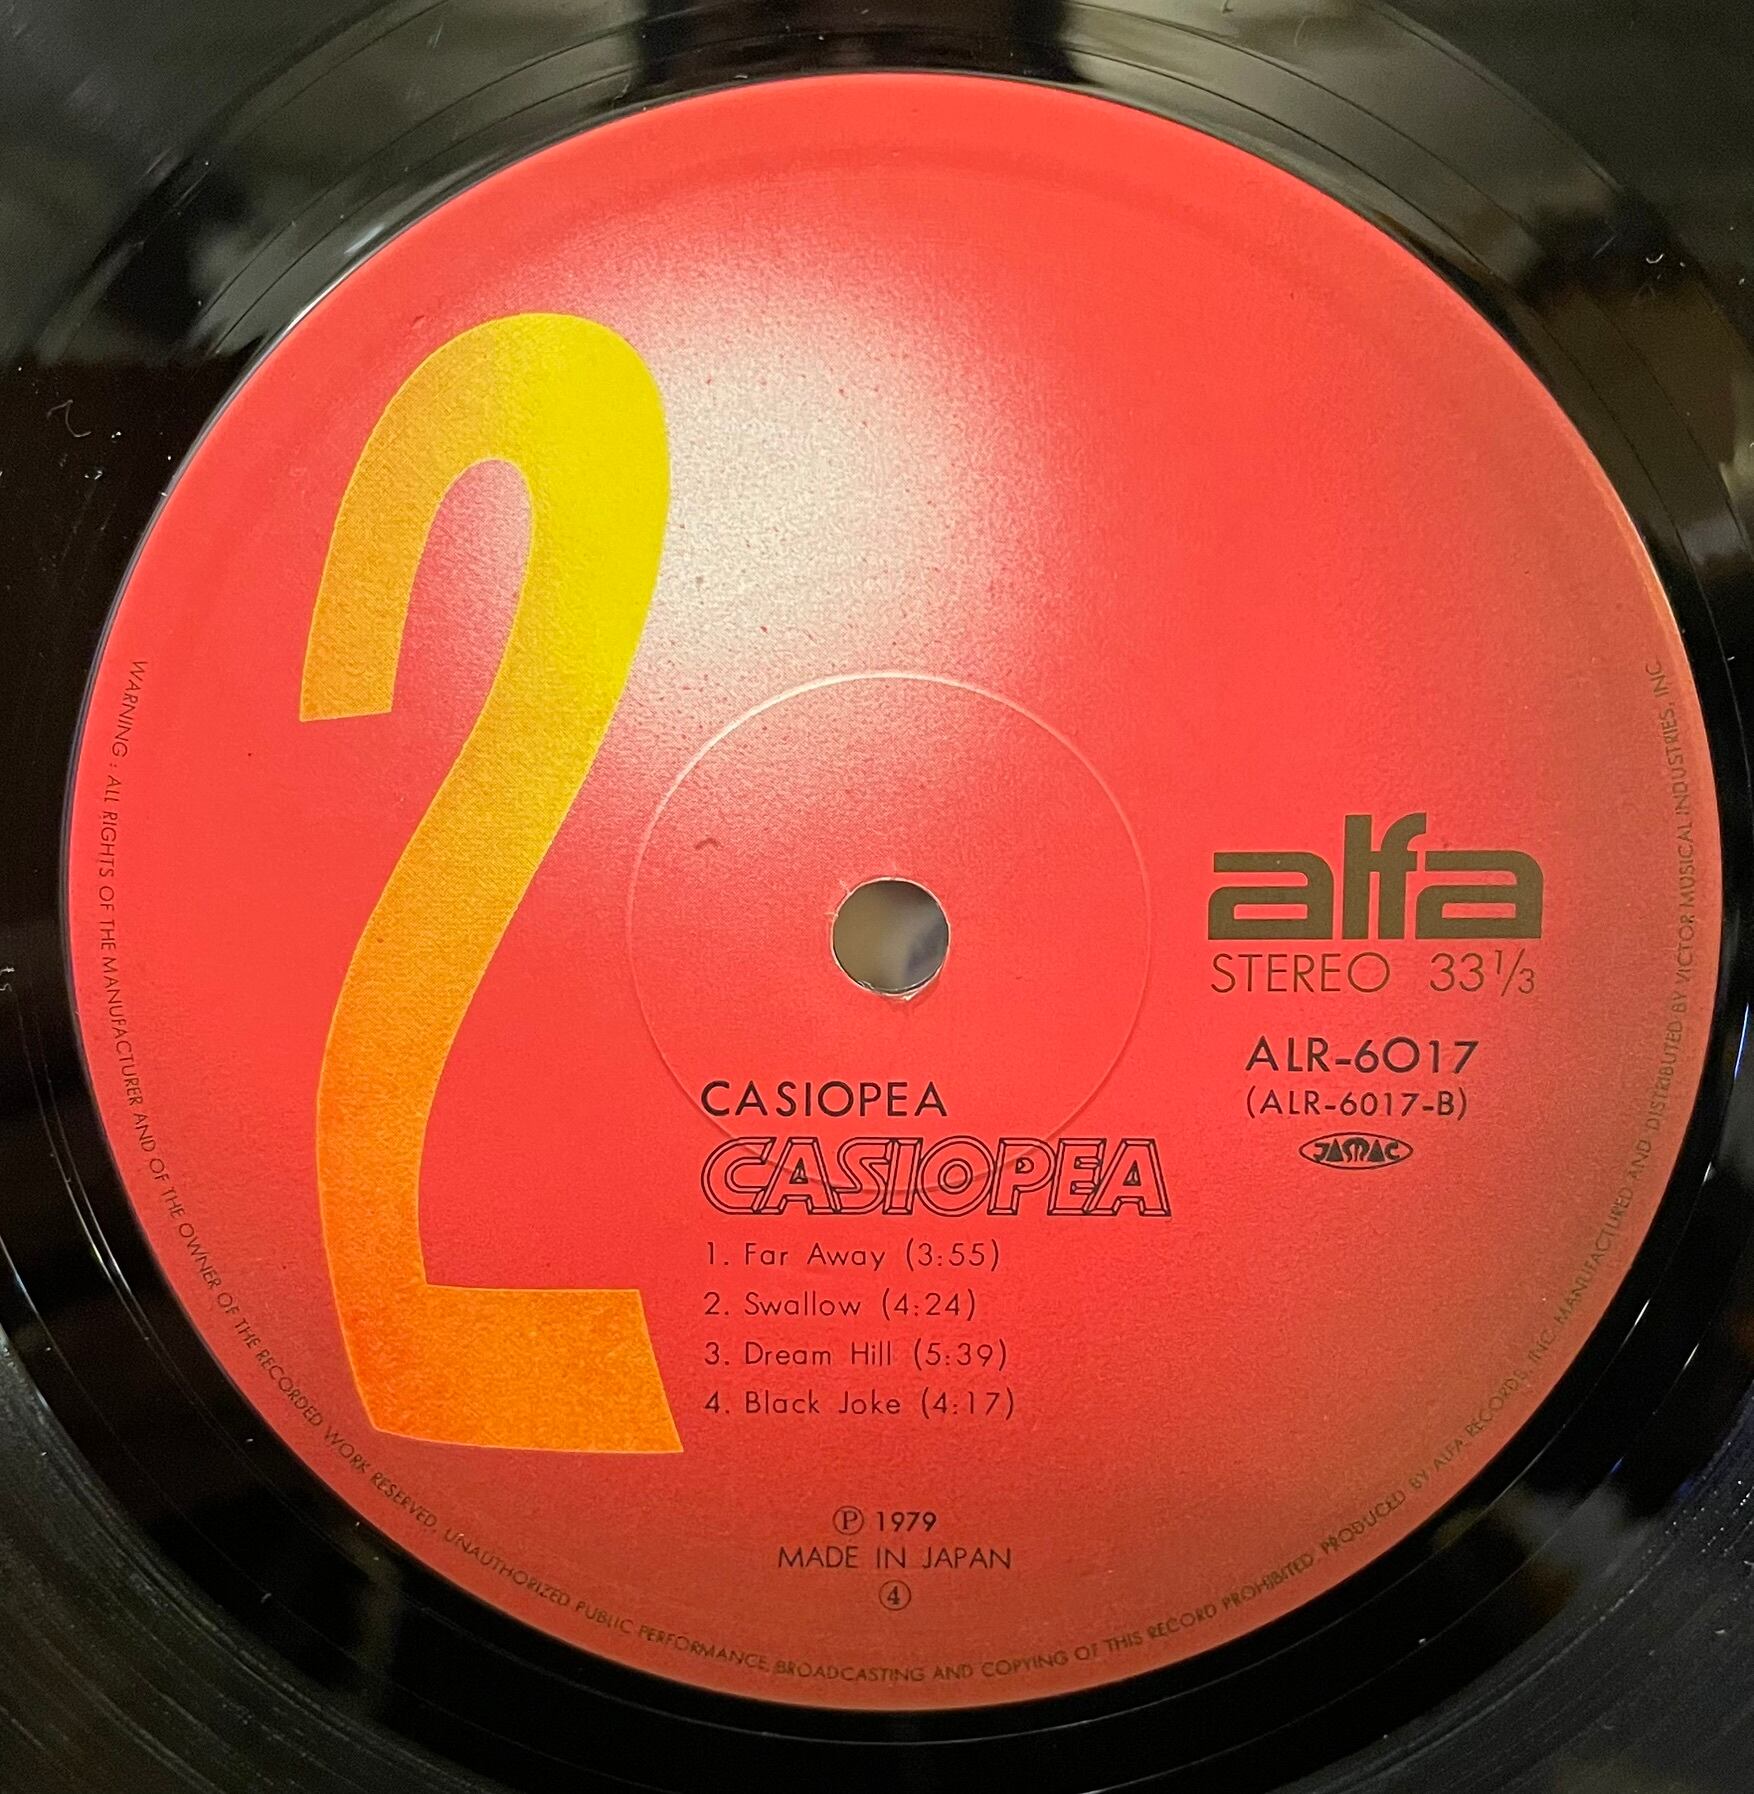 2
alfa
STEREO 33 1/3
ALR-6017
(ALR-6017-B)
JASRAC
CASIOPEA
CASIOPEA
1. Far Away (3:55)
2. Swallow (4:24)
3. Dream Hill (5:39)
4. Black Joke (4:17)
Ⓟ 1979
MADE IN JAPAN
④
WARNING : All RIGHTS OF THE MANUFACTURER AND OF THE OWNER OF THE RECORDED WORK RESERVED, UNAUTHORIZED PUBLIC PERFORMANCE, BROADCASTING AND COPYING OF THIS RECORD PROHIBITED. PRODUCED BY ALFA RECORDS, INC. MANUFACTURED AND DISTRIBUTED BY VICTOR MUSICAL INDUSTRIES, INC.